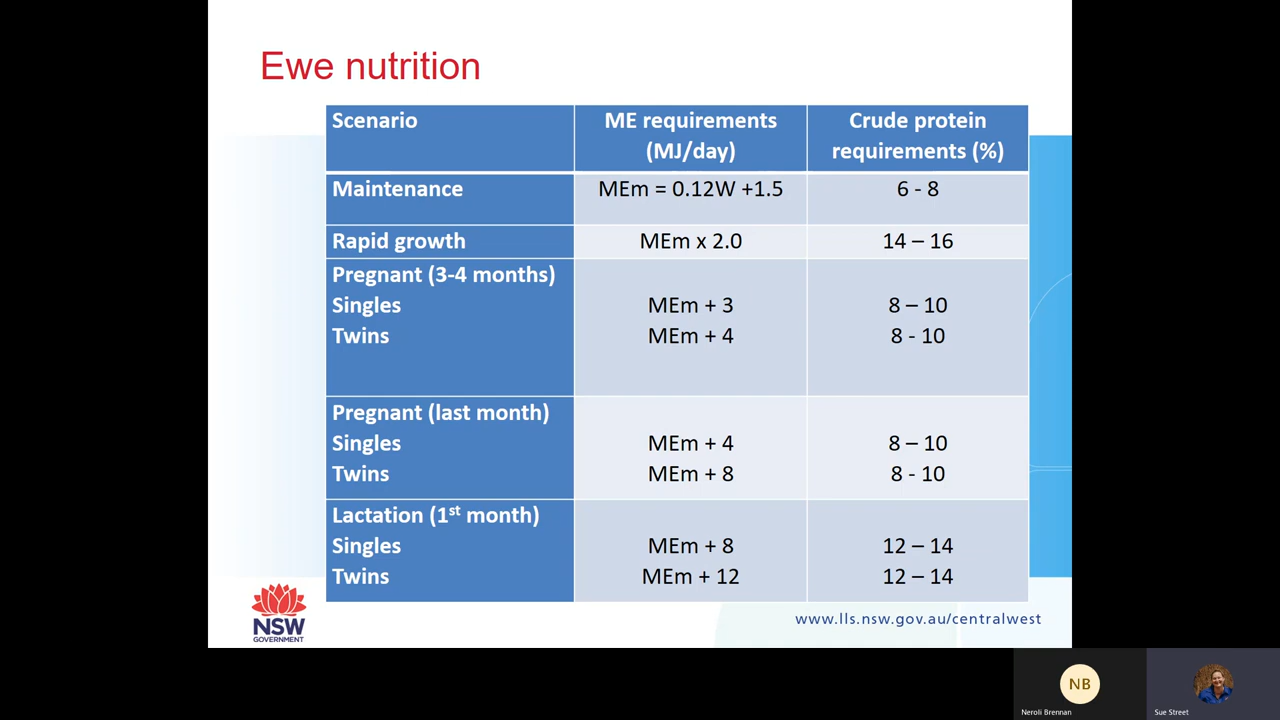 Ewe nutrition
Scenario
ME requirements
(MJ/day)
Crude protein
requirements (%)
Maintenance
MEm = 0.12W +1.5
6 - 8
Rapid growth
MEm x 2.0
14 – 16
Pregnant (3-4 months)
Singles
MEm + 3
8 – 10
Twins
MEm + 4
8 - 10
Pregnant (last month)
Singles
MEm + 4
8 – 10
Twins
MEm + 8
8 - 10
Lactation (1st month)
Singles
MEm + 8
12 – 14
Twins
MEm + 12
12 – 14
NSW
GOVERNMENT
www.lls.nsw.gov.au/centralwest
NB
Neroli Brennan
Sue Street